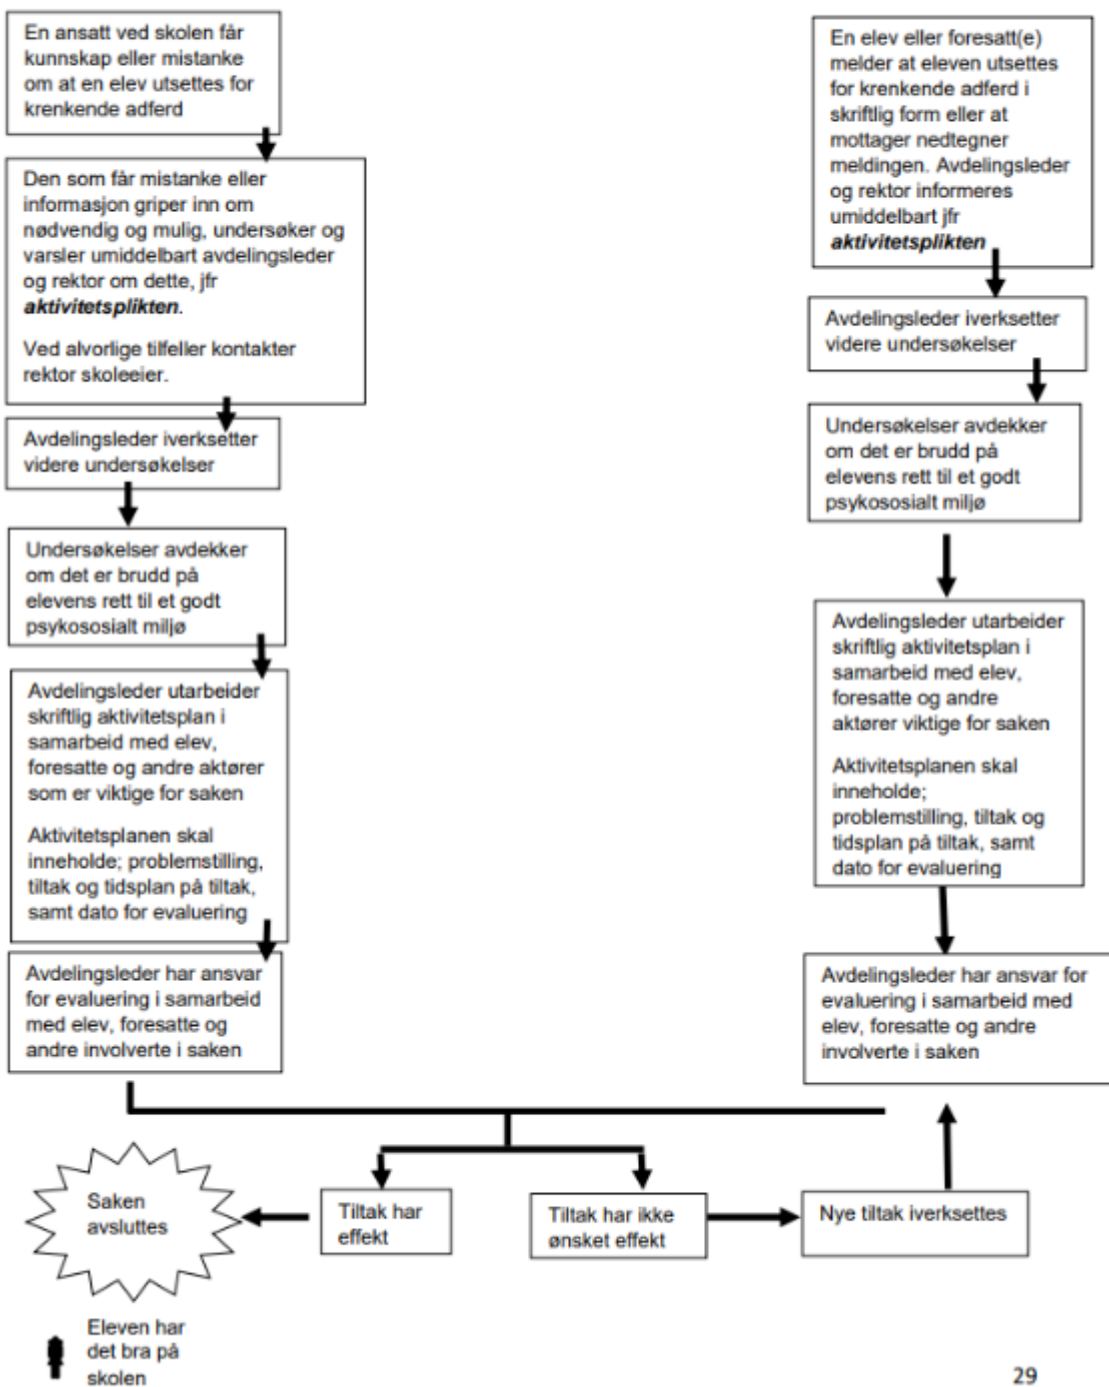 En ansatt ved skolen får
kunnskap eller mistanke
om at en elev utsettes for
krenkende adferd
Den som får mistanke eller
informasjon griper inn om
nødvendig og mulig, undersøker og
varsler umiddelbart avdelingsleder
og rektor om dette, jfr
aktivitetsplikten.
Ved alvorlige tilfeller kontakter
rektor skoleeier.
Avdelingsleder iverksetter
videre undersøkelser
Undersøkelser avdekker
om det er brudd på
elevens rett til et godt
psykososialt miljø
Avdelingsleder utarbeider
skriftlig aktivitetsplan i
samarbeid med elev,
foresatte og andre aktører
som er viktige for saken
Aktivitetsplanen skal
inneholde; problemstilling,
tiltak og tidsplan på tiltak,
samt dato for evaluering
Avdelingsleder har ansvar
for evaluering i samarbeid
med elev, foresatte og
andre involverte i saken
En elev eller foresatt(e)
melder at eleven utsettes
for krenkende adferd i
skriftlig form eller at
mottager nedtegner
meldingen. Avdelingsleder
og rektor informeres
umiddelbart jfr
aktivitetsplikten
Avdelingsleder iverksetter
videre undersøkelser
Undersøkelser avdekker
om det er brudd på
elevens rett til et godt
psykososialt miljø
Avdelingsleder utarbeider
skriftlig aktivitetsplan i
samarbeid med elev,
foresatte og andre
aktører viktige for saken
Aktivitetsplanen skal
inneholde;
problemstilling, tiltak og
tidsplan på tiltak, samt
dato for evaluering
Avdelingsleder har ansvar for
evaluering i samarbeid med
elev, foresatte og andre
involverte i saken
Saken
avsluttes
Tiltak har
effekt
Tiltak har ikke
ønsket effekt
Nye tiltak iverksettes
Eleven har
det bra på
skolen
29